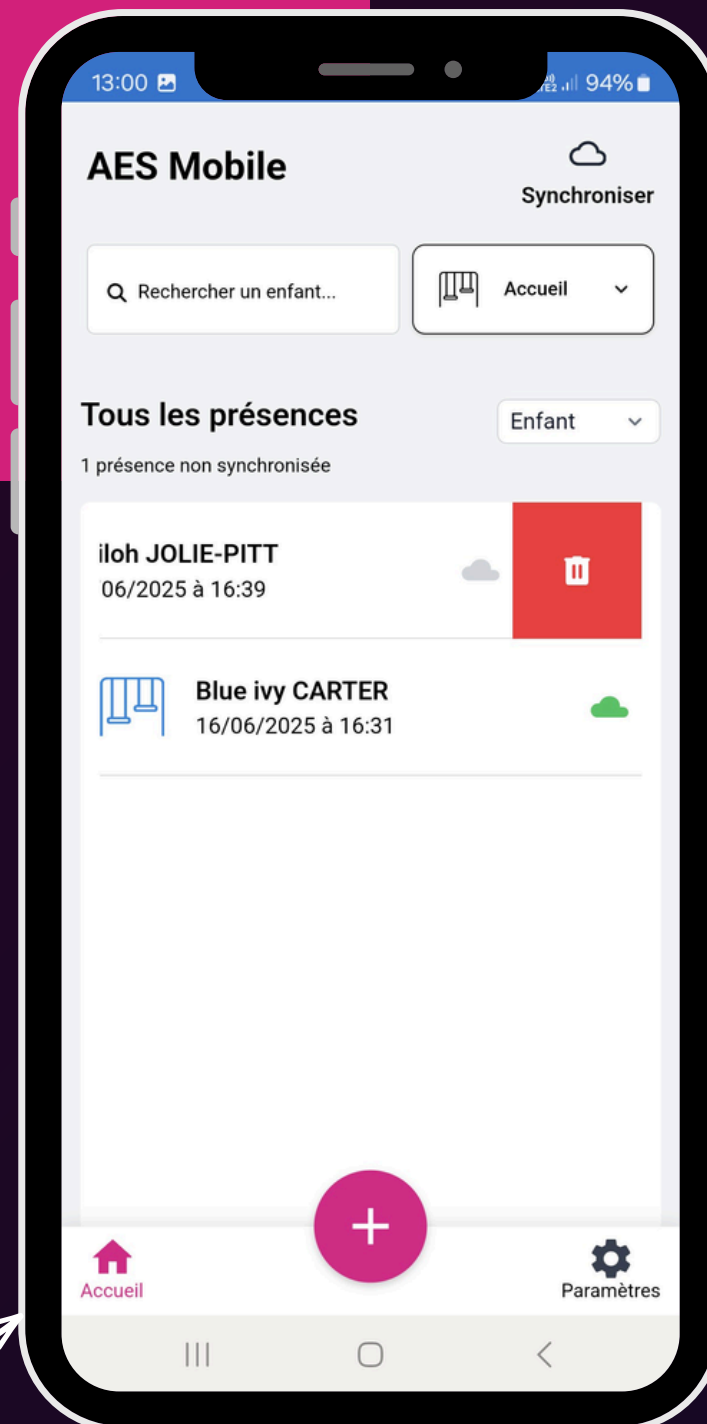 13:00
94%
AES Mobile
Synchroniser
Rechercher un enfant...
Accueil
Tous les présences
Enfant
1 présence non synchronisée
iloh JOLIE-PITT
06/2025 à 16:39
Blue ivy CARTER
16/06/2025 à 16:31
Accueil
Paramètres